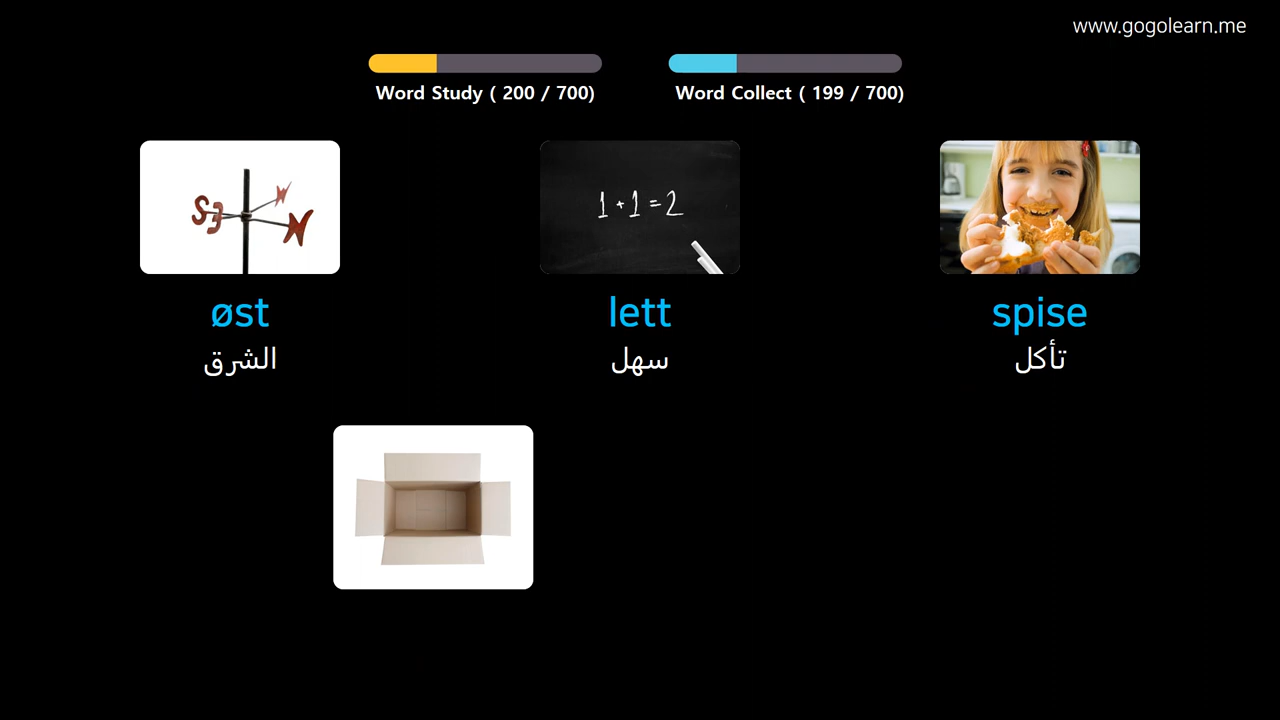 www.gogolearn.me
Word Study ( 200 / 700)
Word Collect ( 199 / 700)
1 + 1 = 2
øst
lett
spise
الشرق
سهل
تأكل